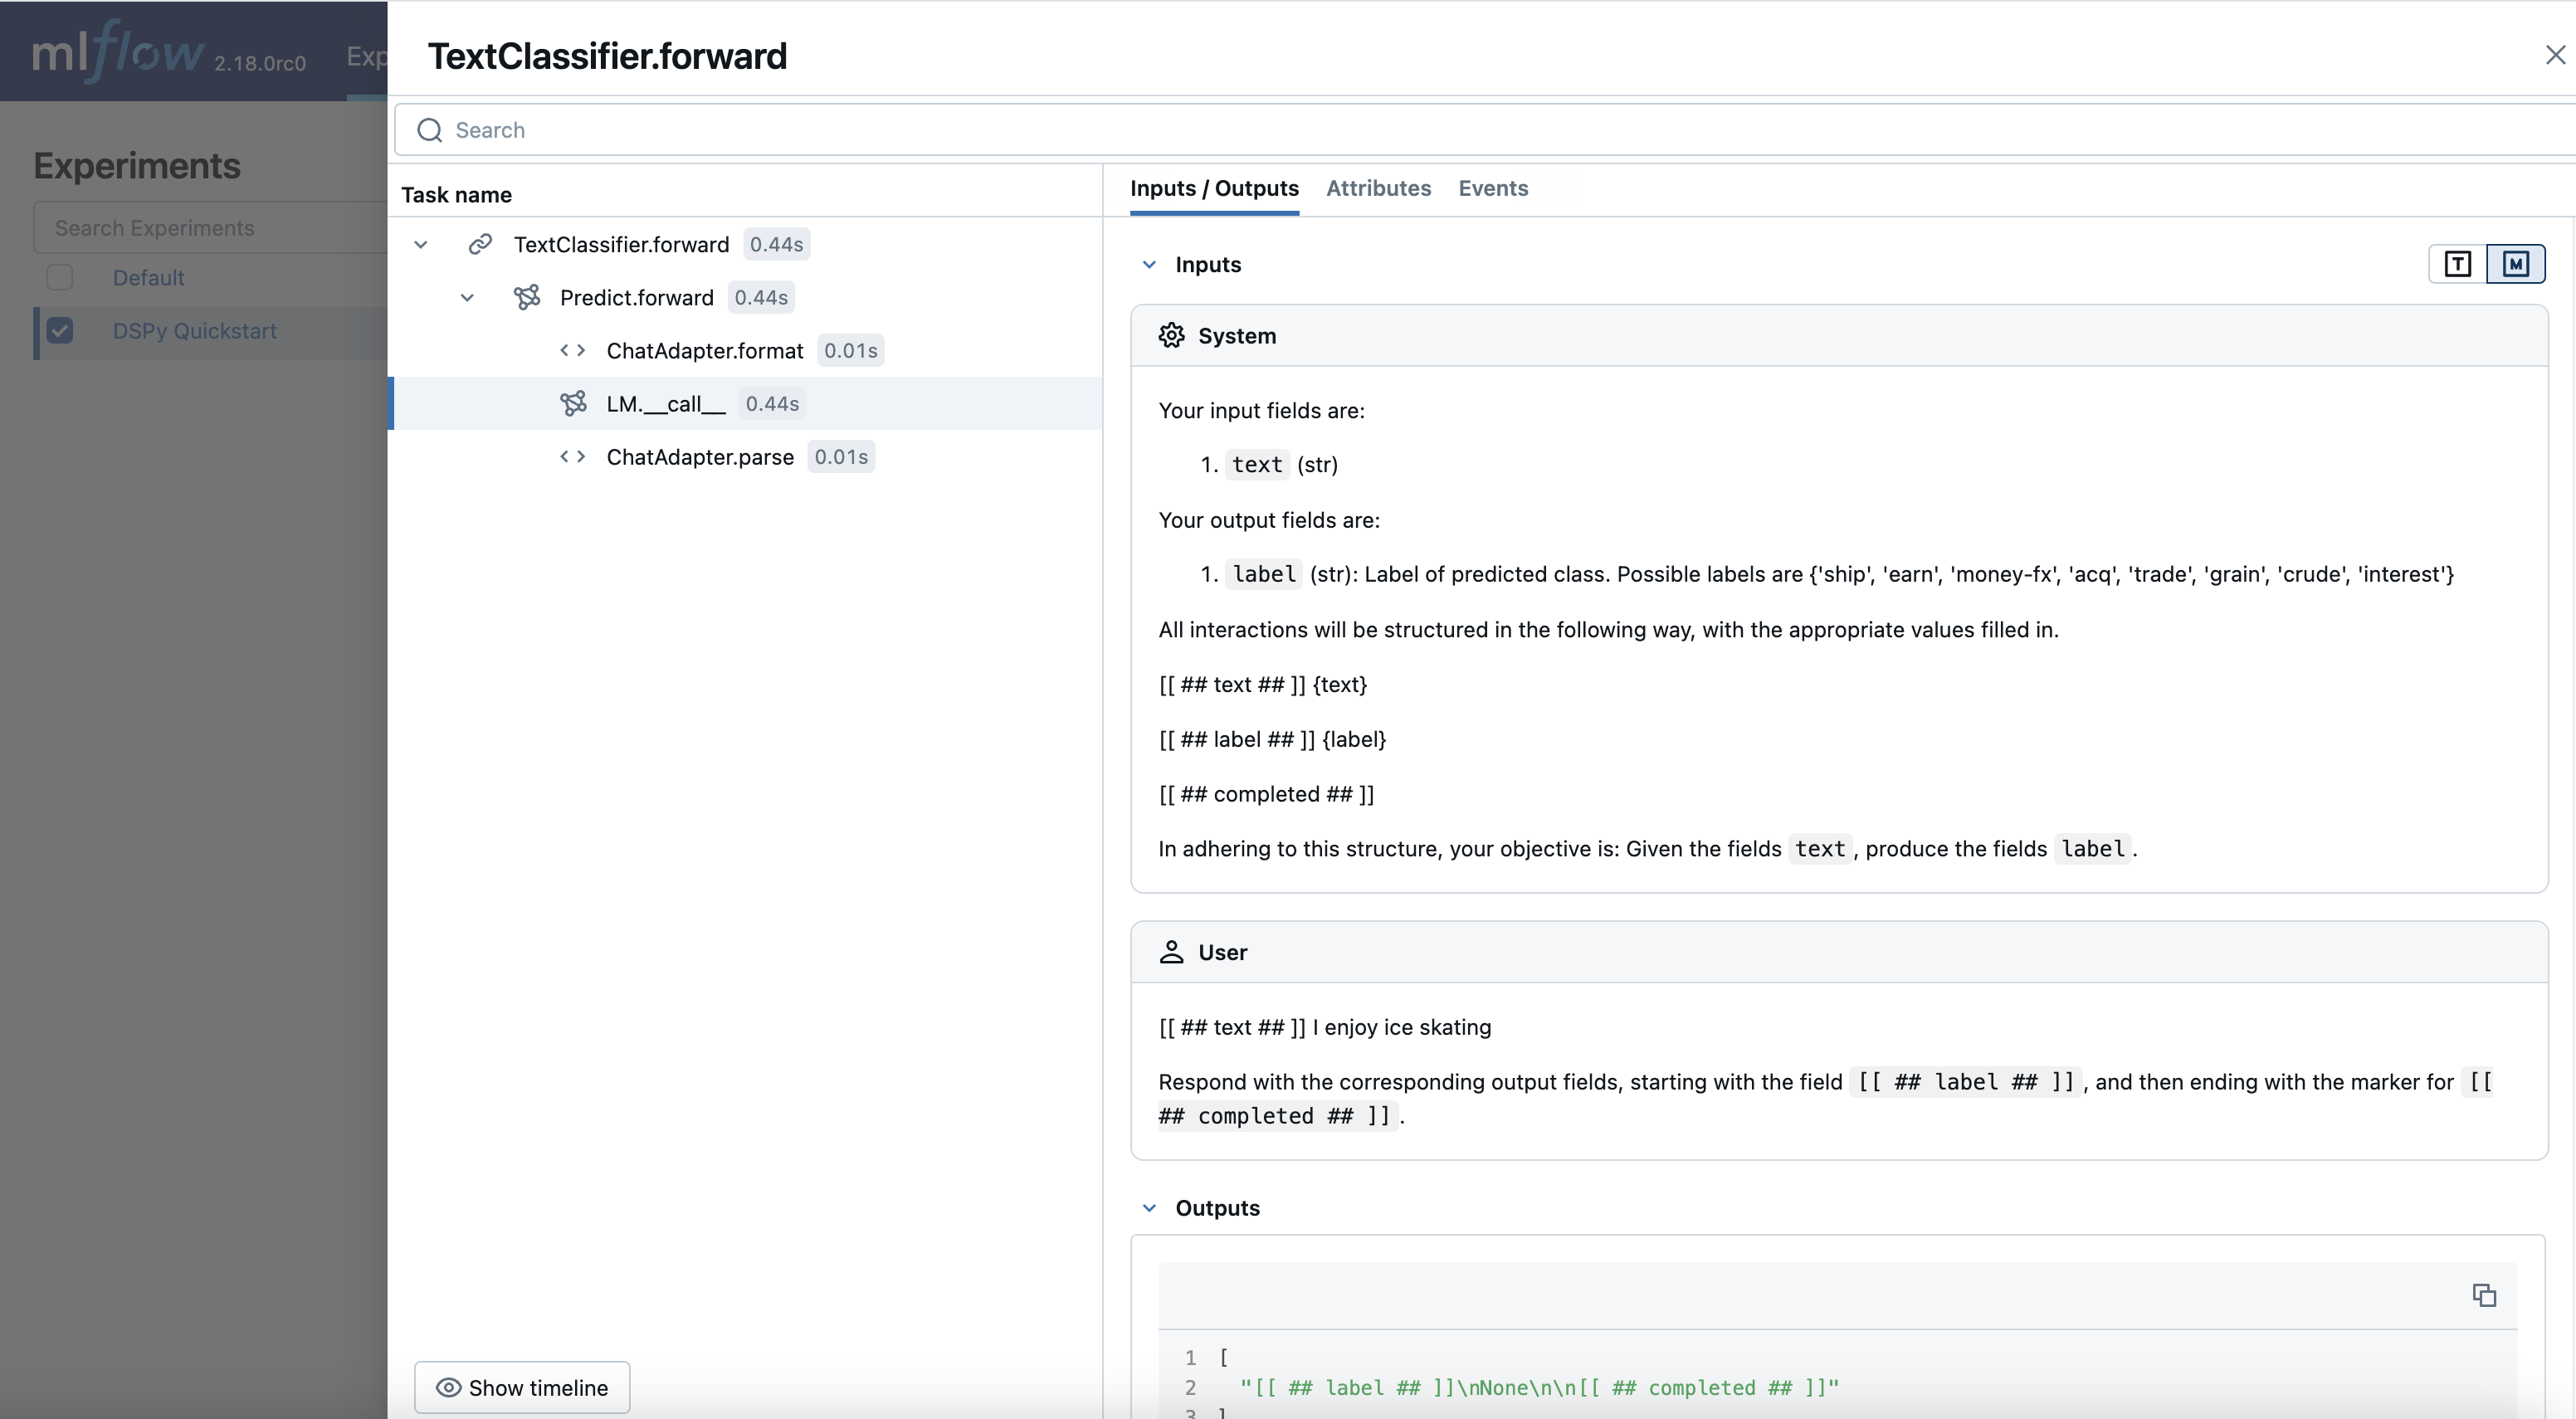 mlflow 2.18.0rc0 Exp
Experiments
Search Experiments
Default
DSPy Quickstart
TextClassifier.forward
Search
Task name
TextClassifier.forward 0.44s
Predict.forward 0.44s
ChatAdapter.format 0.01s
LM.__call__ 0.44s
ChatAdapter.parse 0.01s
Show timeline
Inputs / Outputs Attributes Events
Inputs
T M
System
Your input fields are:
1. text (str)
Your output fields are:
1. label (str): Label of predicted class. Possible labels are {'ship', 'earn', 'money-fx', 'acq', 'trade', 'grain', 'crude', 'interest'}
All interactions will be structured in the following way, with the appropriate values filled in.
[[ ## text ## ]] {text}
[[ ## label ## ]] {label}
[[ ## completed ## ]]
In adhering to this structure, your objective is: Given the fields text, produce the fields label.
User
[[ ## text ## ]] I enjoy ice skating
Respond with the corresponding output fields, starting with the field [[ ## label ## ]], and then ending with the marker for [[
## completed ## ]].
Outputs
1 [
2 "[[ ## label ## ]]\nNone\n\n[[ ## completed ## ]]"
3 ]